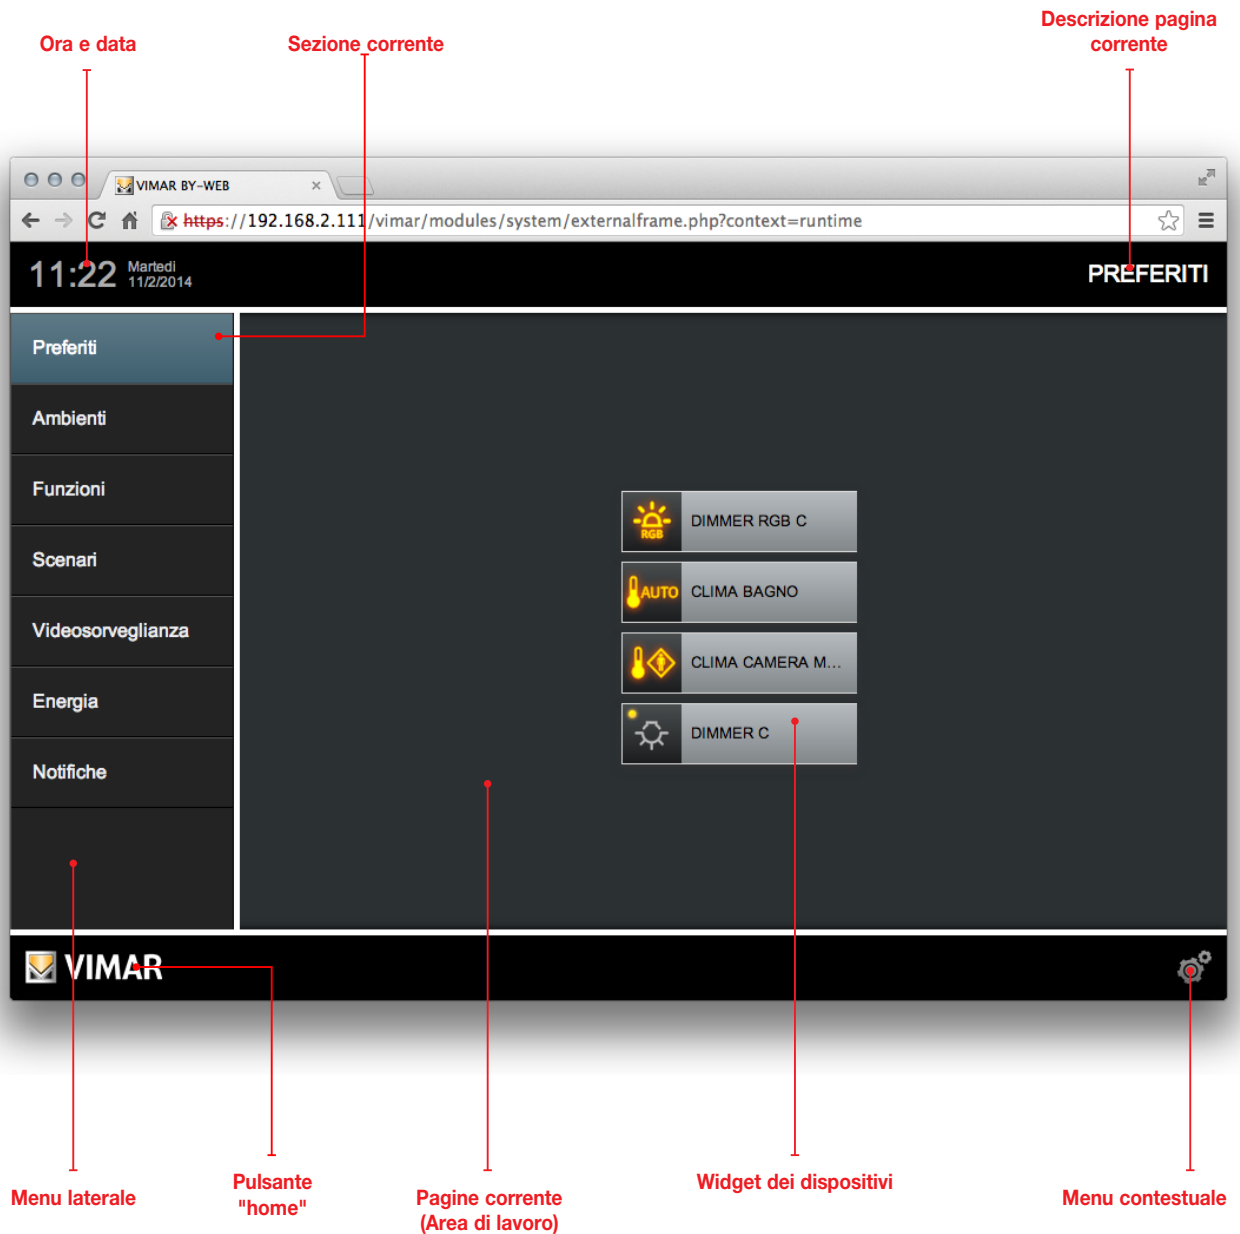 Descrizione pagina
corrente
Ora e data
Sezione corrente
VIMAR BY-WEB
https://192.168.2.111/vimar/modules/system/externalframe.php?context=runtime
11:22
Martedi
11/2/2014
PREFERITI
Preferiti
Ambienti
Funzioni
Scenari
Videosorveglianza
Energia
Notifiche
RGB
DIMMER RGB C
AUTO
CLIMA BAGNO
CLIMA CAMERA M...
DIMMER C
VIMAR
Menu laterale
Pulsante
"home"
Pagine corrente
(Area di lavoro)
Widget dei dispositivi
Menu contestuale